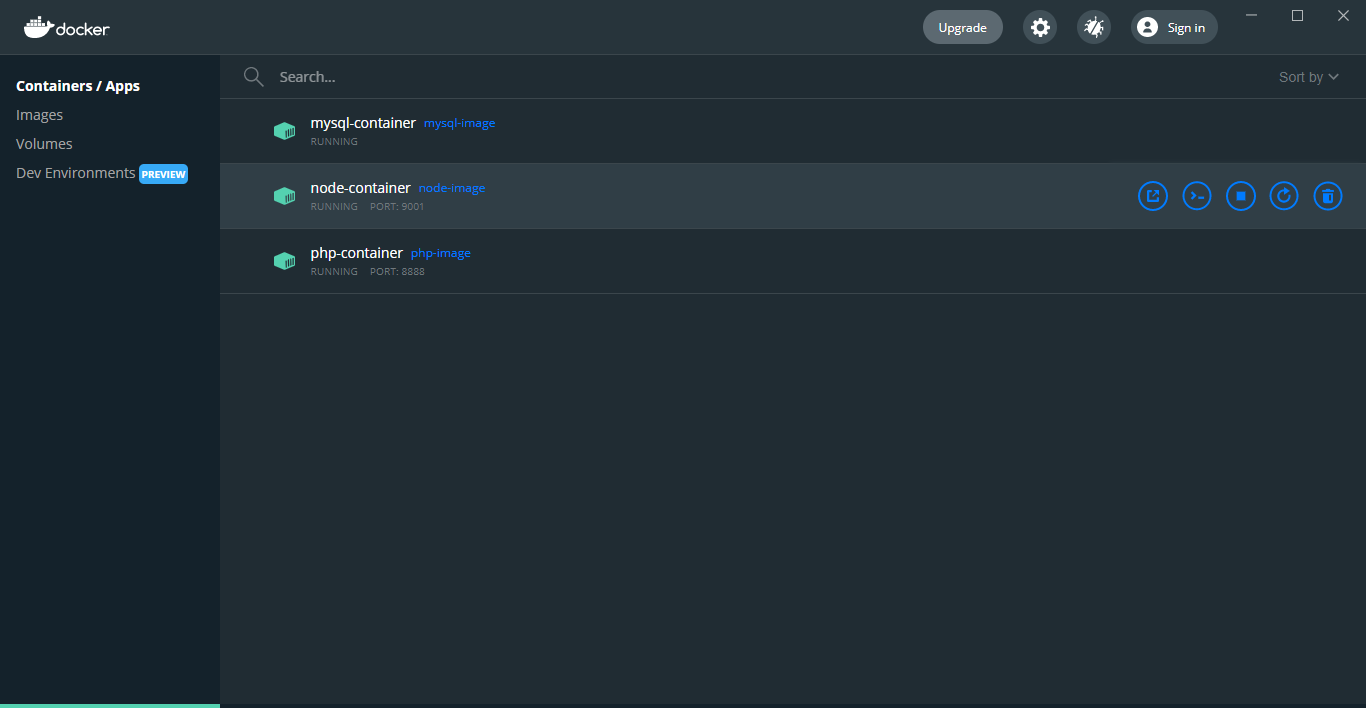 docker
Upgrade
Sign in
Containers / Apps
Images
Volumes
Dev Environments PREVIEW
Search...
Sort by
mysql-container mysql-image
RUNNING
node-container node-image
RUNNING PORT: 9001
php-container php-image
RUNNING PORT: 8888